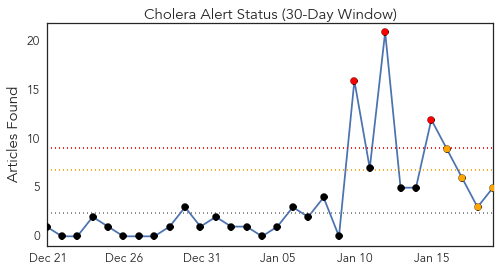 Cholera Alert Status (30-Day Window)
Articles Found
20
15
10
5
0
Dec 21 Dec 26 Dec 31 Jan 05 Jan 10 Jan 15